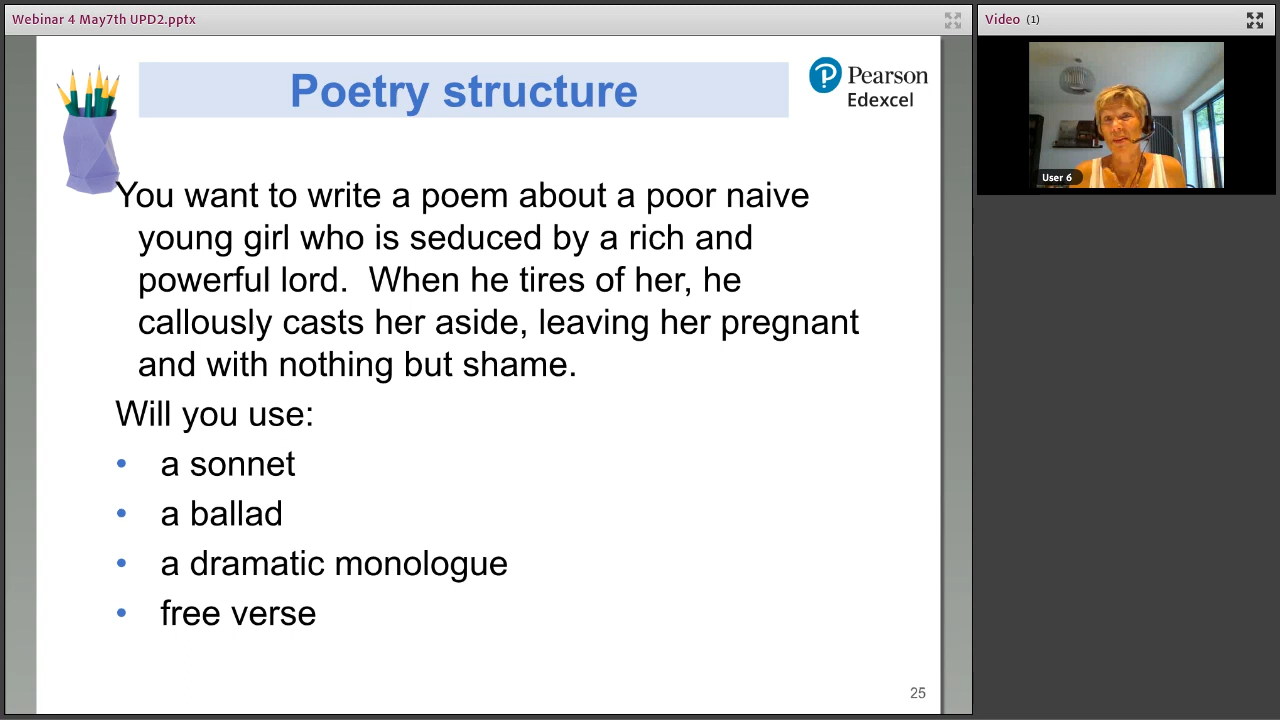 Webinar 4 May7th UPD2.pptx
Video (1)
Poetry structure
Pearson
Edexcel
User 6
You want to write a poem about a poor naive
young girl who is seduced by a rich and
powerful lord.  When he tires of her, he
callously casts her aside, leaving her pregnant
and with nothing but shame.
Will you use:
• a sonnet
• a ballad
• a dramatic monologue
• free verse
25